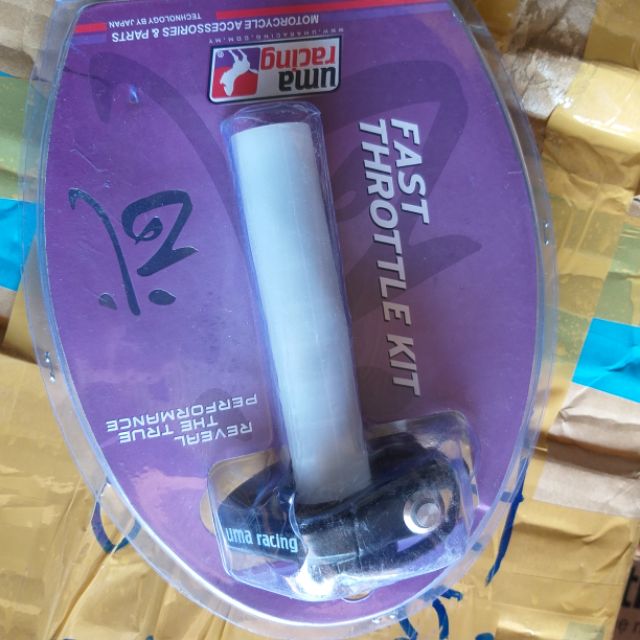 MOTORCYCLE ACCESSORIES & PARTS
TECHNOLOGY BY JAPAN
WWW.UMARACING.COM.MY
uma
racing
FAST
THROTTLE KIT
REVEAL
THE TRUE
PERFORMANCE
uma racing